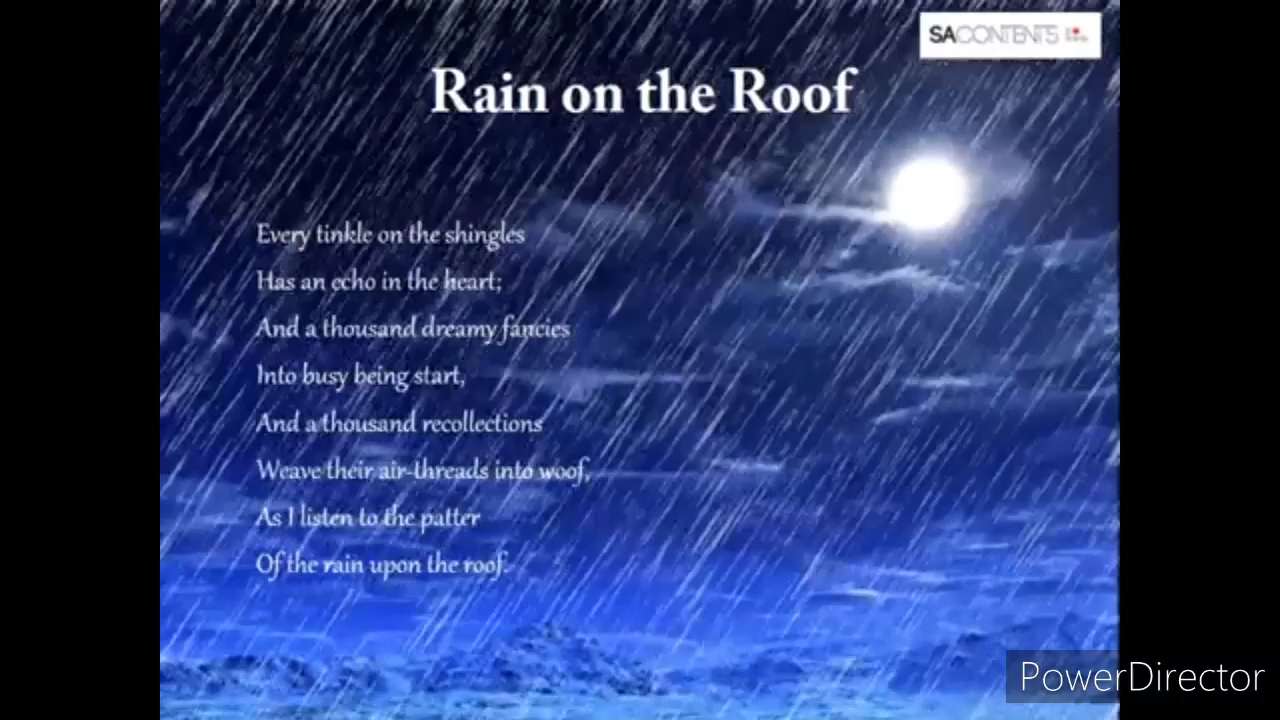 SACONTENTS
Rain on the Roof
Every tinkle on the shingles
Has an echo in the heart;
And a thousand dreamy fancies
Into busy being start,
And a thousand recollections
Weave their air-threads into woof,
As I listen to the patter
Of the rain upon the roof.
PowerDirector